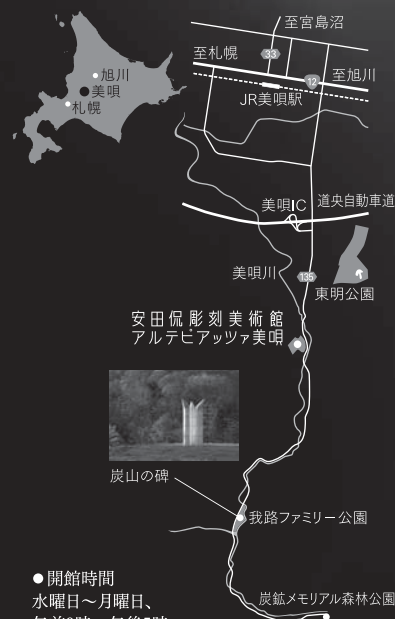 至宮島沼
至札幌
33
至旭川
12
旭川
美唄
札幌
JR美唄駅
美唄IC
道央自動車道
美唄川
135
東明公園
安田侃彫刻美術館
アルテピアッツァ美唄
炭山の碑
我路ファミリー公園
●開館時間
炭鉱メモリアル森林公園
水曜日～月曜日、